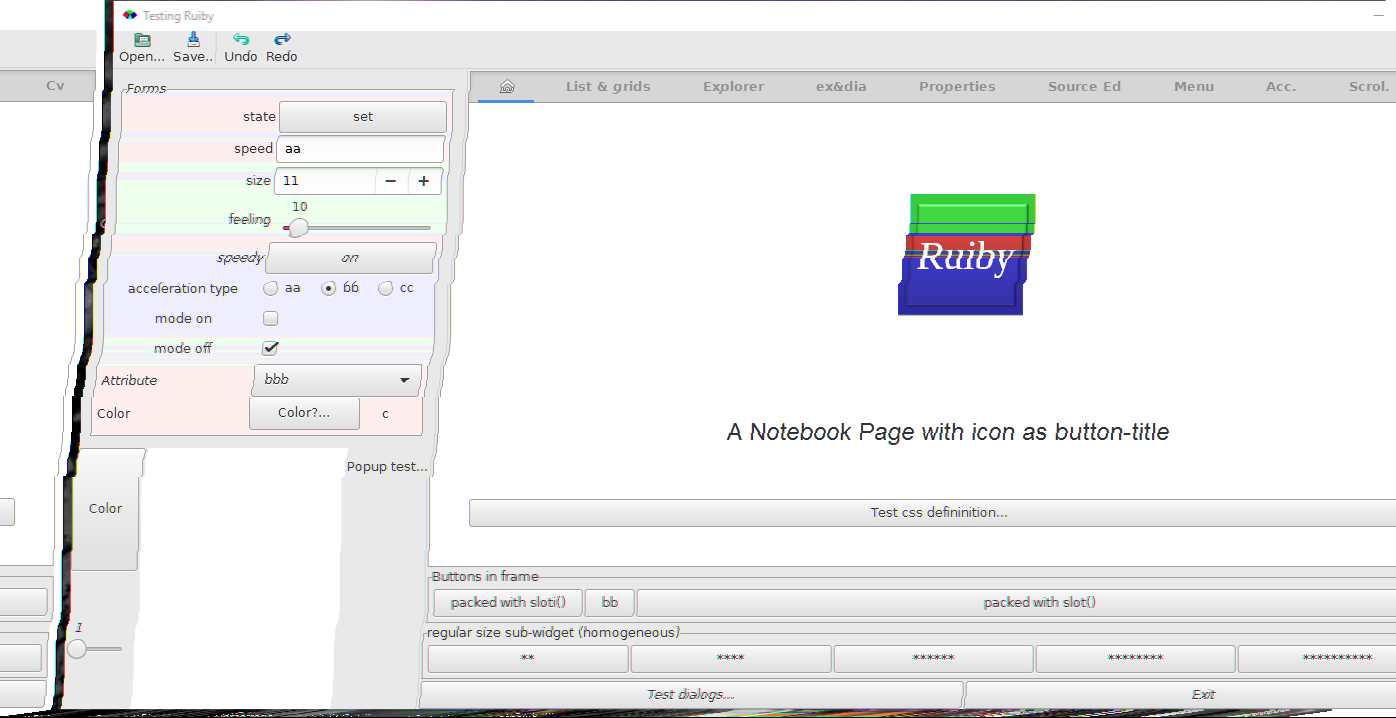 Testing Ruiby
Open... Save.. Undo Redo
Cv
List & grids Explorer ex&dia Properties Source Ed Menu Acc. Scrol.
Forms
state set
speed aa
size 11 − +
10
feeling
speedy on
acceleration type aa bb cc
mode on
mode off
Attribute bbb
Color Color?... c
Ruiby
A Notebook Page with icon as button-title
Popup test...
Color
Test css defininition...
Buttons in frame
packed with sloti() bb packed with slot()
1
regular size sub-widget (homogeneous)
** **** ****** ******** **********
Test dialogs... Exit